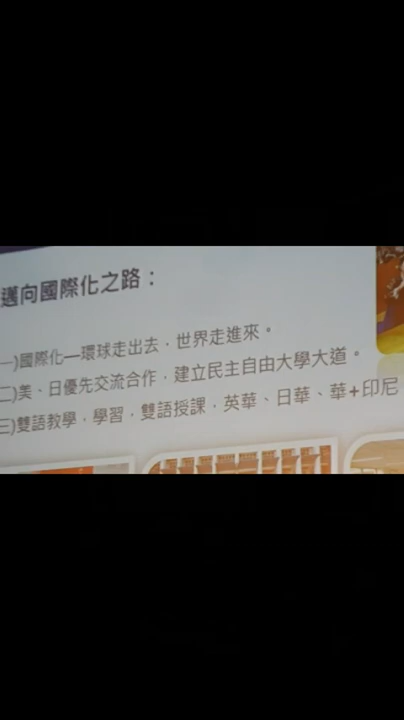 邁向國際化之路：
一)國際化—環球走出去，世界走進來。
二)美、日優先交流合作，建立民主自由大學大道。
三)雙語教學，學習，雙語授課，英華、日華、華+印尼